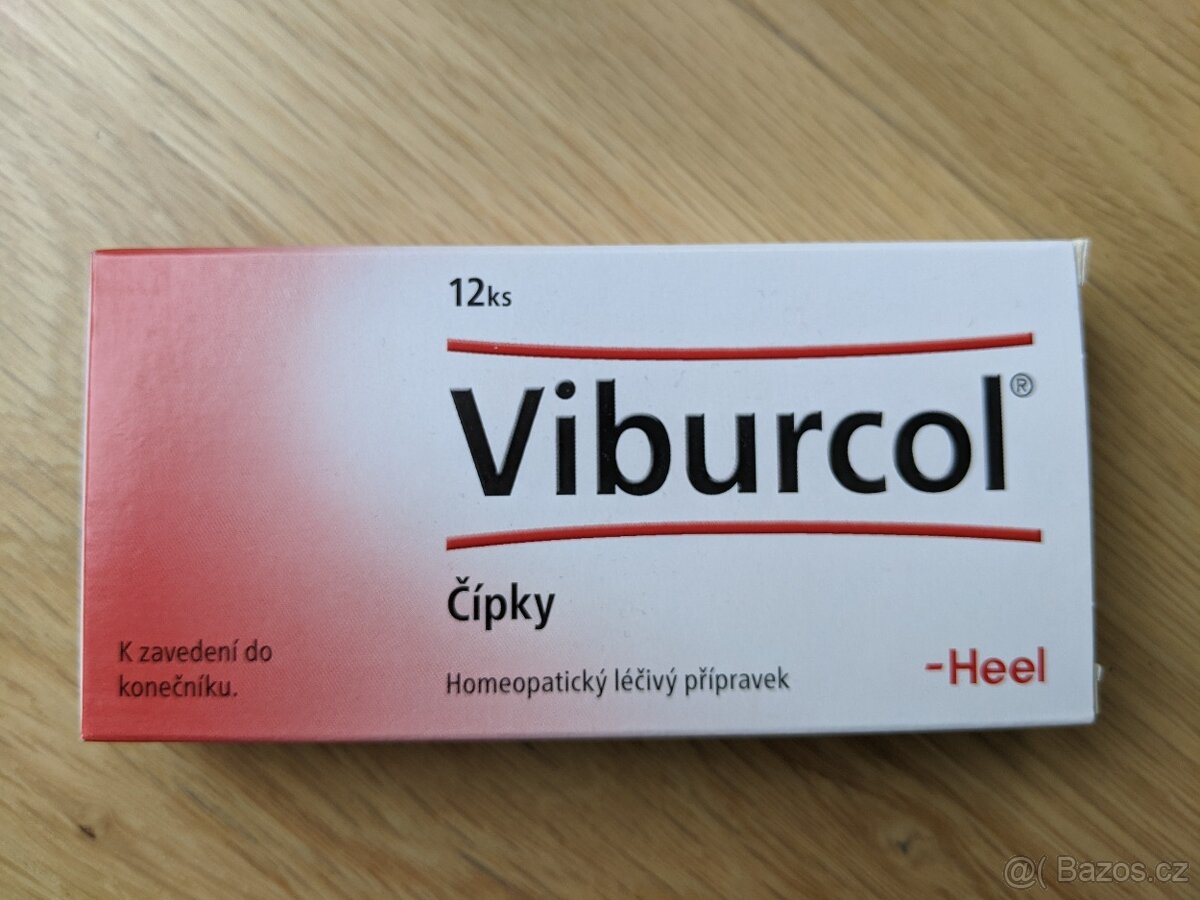 12ks
Viburcol®
Čípky
K zavedení do
konečníku.
Homeopatický léčivý přípravek
-Heel
@( Bazos.cz